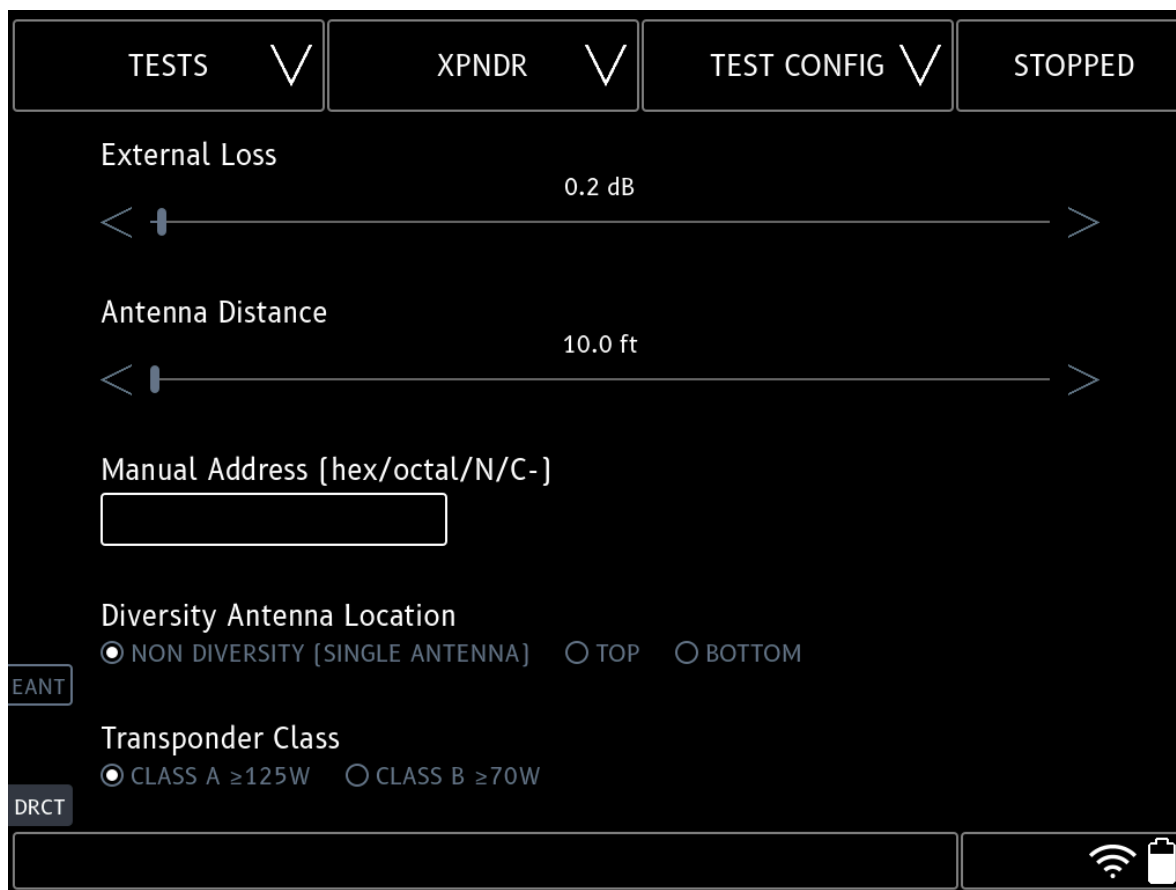 TESTS XPNDR TEST CONFIG STOPPED
External Loss
0.2 dB
Antenna Distance
10.0 ft
Manual Address (hex/octal/N/C-)
Diversity Antenna Location
NON DIVERSITY (SINGLE ANTENNA) TOP BOTTOM
EANT
Transponder Class
CLASS A ≥125W CLASS B ≥70W
DRCT